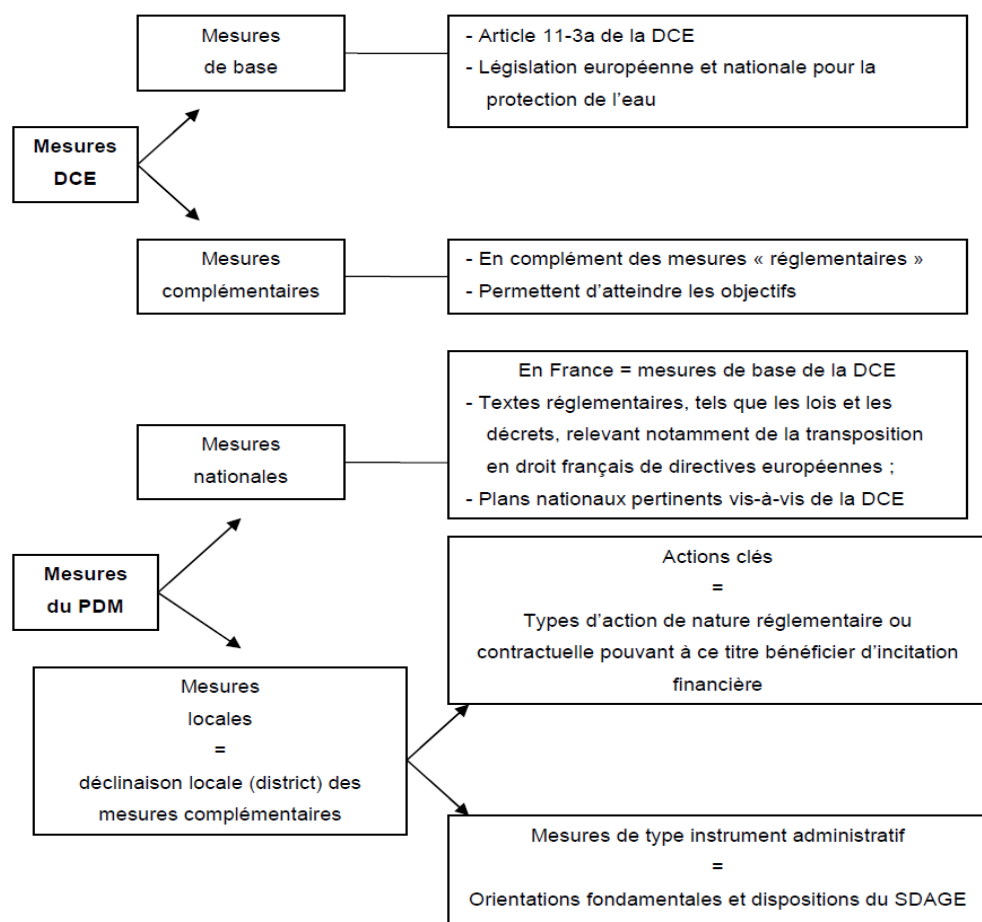 Mesures
de base
- Article 11-3a de la DCE
- Législation européenne et nationale pour la
protection de l'eau
Mesures
DCE
Mesures
complémentaires
- En complément des mesures « réglementaires »
- Permettent d'atteindre les objectifs
Mesures
nationales
En France = mesures de base de la DCE
- Textes réglementaires, tels que les lois et les
décrets, relevant notamment de la transposition
en droit français de directives européennes ;
- Plans nationaux pertinents vis-à-vis de la DCE
Mesures
du PDM
Mesures
locales
=
déclinaison locale (district) des
mesures complémentaires
Actions clés
=
Types d'action de nature réglementaire ou
contractuelle pouvant à ce titre bénéficier d'incitation
financière
Mesures de type instrument administratif
=
Orientations fondamentales et dispositions du SDAGE